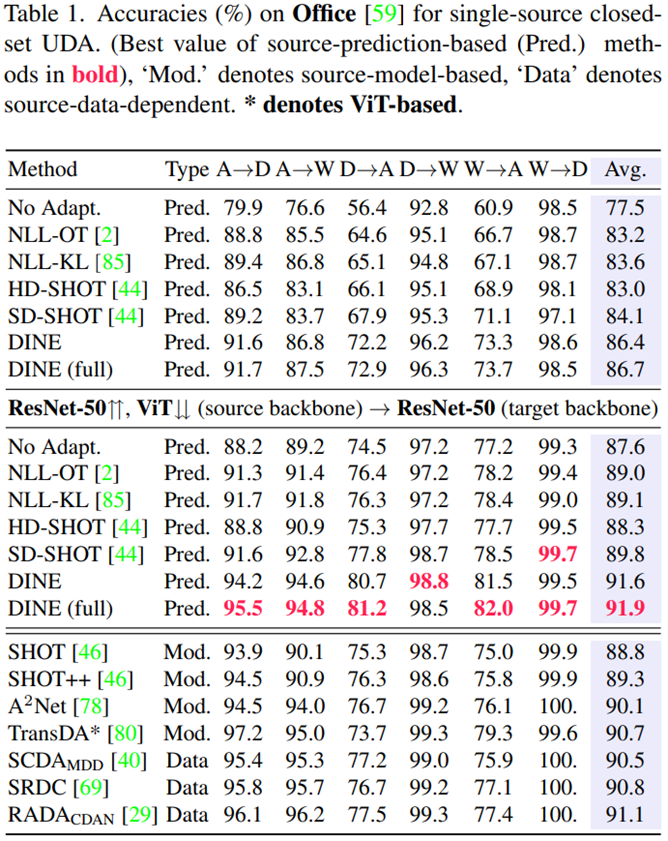 Table 1. Accuracies (%) on Office [59] for single-source closed-
set UDA. (Best value of source-prediction-based (Pred.) meth-
ods in bold), ‘Mod.’ denotes source-model-based, ‘Data’ denotes
source-data-dependent. * denotes ViT-based.
Method Type A→D A→W D→A D→W W→A W→D Avg.
No Adapt. Pred. 79.9 76.6 56.4 92.8 60.9 98.5 77.5
NLL-OT [2] Pred. 88.8 85.5 64.6 95.1 66.7 98.7 83.2
NLL-KL [85] Pred. 89.4 86.8 65.1 94.8 67.1 98.7 83.6
HD-SHOT [44] Pred. 86.5 83.1 66.1 95.1 68.9 98.1 83.0
SD-SHOT [44] Pred. 89.2 83.7 67.9 95.3 71.1 97.1 84.1
DINE Pred. 91.6 86.8 72.2 96.2 73.3 98.6 86.4
DINE (full) Pred. 91.7 87.5 72.9 96.3 73.7 98.5 86.7
ResNet-50⇈, ViT⇊ (source backbone) → ResNet-50 (target backbone)
No Adapt. Pred. 88.2 89.2 74.5 97.2 77.2 99.3 87.6
NLL-OT [2] Pred. 91.3 91.4 76.4 97.2 78.2 99.4 89.0
NLL-KL [85] Pred. 91.7 91.8 76.3 97.2 78.4 99.0 89.1
HD-SHOT [44] Pred. 88.8 90.9 75.3 97.7 77.7 99.5 88.3
SD-SHOT [44] Pred. 91.6 92.8 77.8 98.7 78.5 99.7 89.8
DINE Pred. 94.2 94.6 80.7 98.8 81.5 99.5 91.6
DINE (full) Pred. 95.5 94.8 81.2 98.5 82.0 99.7 91.9
SHOT [46] Mod. 93.9 90.1 75.3 98.7 75.0 99.9 88.8
SHOT++ [46] Mod. 94.5 90.9 76.3 98.6 75.8 99.9 89.3
A²Net [78] Mod. 94.5 94.0 76.7 99.2 76.1 100. 90.1
TransDA* [80] Mod. 97.2 95.0 73.7 99.3 79.3 99.6 90.7
SCDA_MDD [40] Data 95.4 95.3 77.2 99.0 75.9 100. 90.5
SRDC [69] Data 95.8 95.7 76.7 99.2 77.1 100. 90.8
RADA_CDAN [29] Data 96.1 96.2 77.5 99.3 77.4 100. 91.1